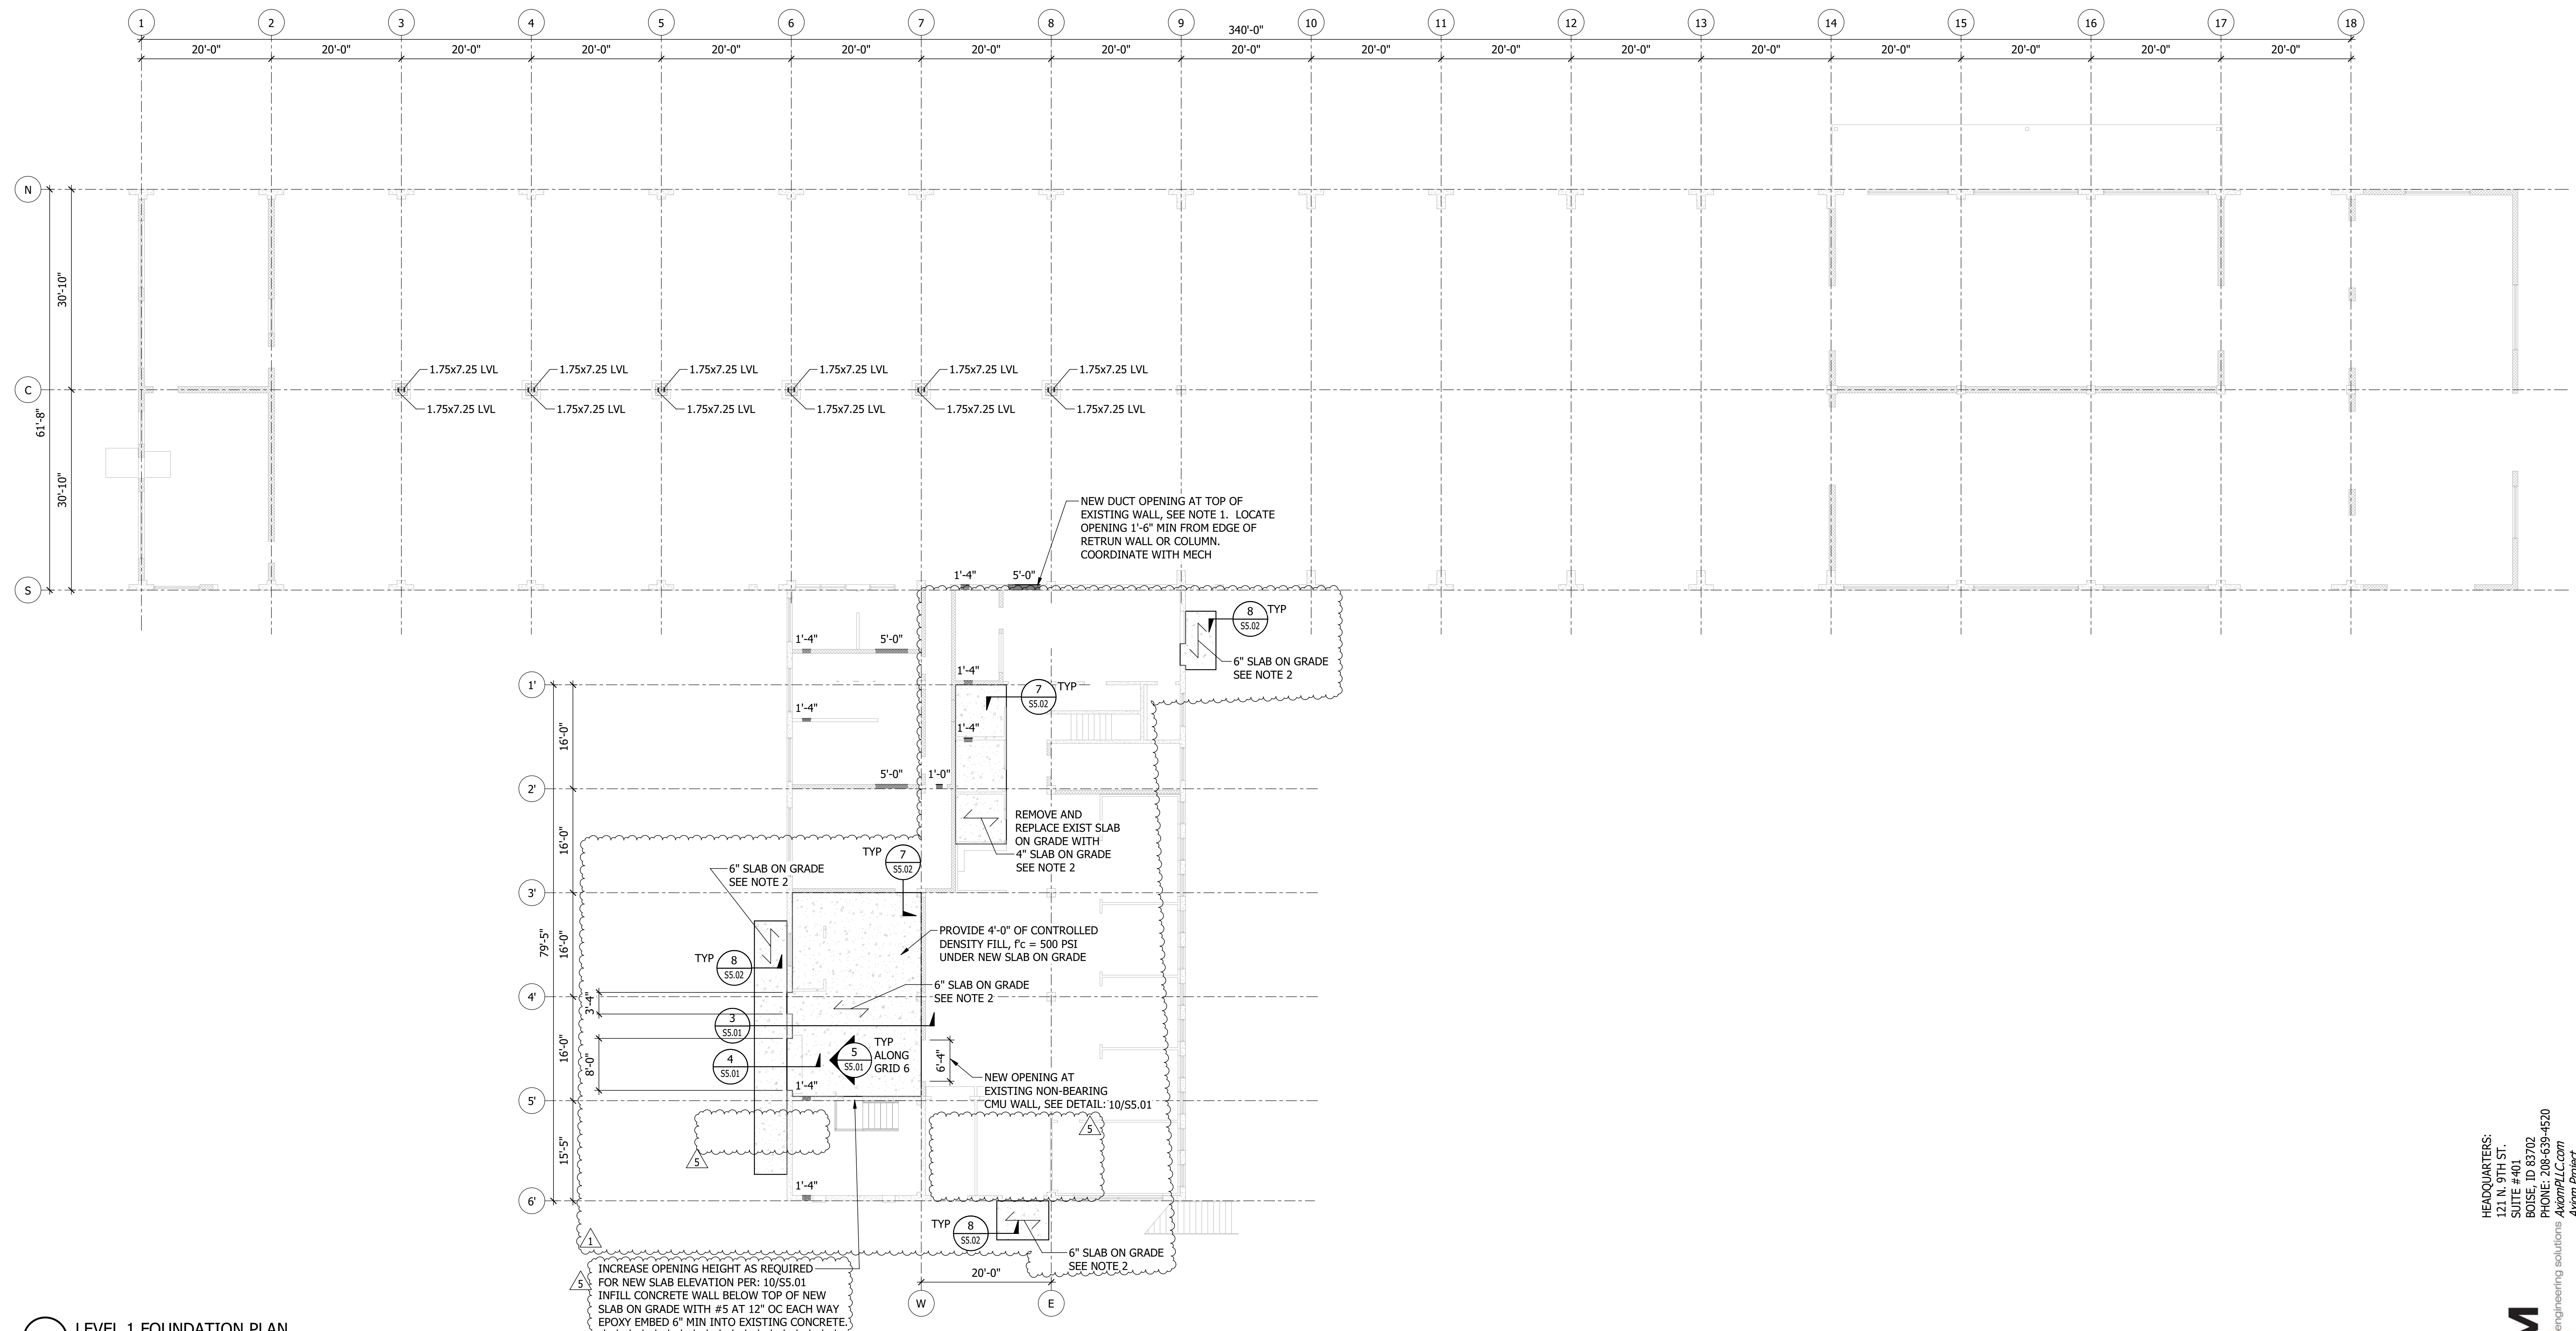 1 2 3 4 5 6 7 8 9 10 11 12 13 14 15 16 17 18
340'-0"
20'-0" 20'-0" 20'-0" 20'-0" 20'-0" 20'-0" 20'-0" 20'-0" 20'-0" 20'-0" 20'-0" 20'-0" 20'-0" 20'-0" 20'-0" 20'-0" 20'-0"
N
30'-10"
C
61'-8"
30'-10"
S
1.75x7.25 LVL 1.75x7.25 LVL 1.75x7.25 LVL 1.75x7.25 LVL 1.75x7.25 LVL 1.75x7.25 LVL
1.75x7.25 LVL 1.75x7.25 LVL 1.75x7.25 LVL 1.75x7.25 LVL 1.75x7.25 LVL 1.75x7.25 LVL
NEW DUCT OPENING AT TOP OF
EXISTING WALL, SEE NOTE 1. LOCATE
OPENING 1'-6" MIN FROM EDGE OF
RETRUN WALL OR COLUMN.
COORDINATE WITH MECH
1'-4" 5'-0"
8
S5.02
TYP
6" SLAB ON GRADE
SEE NOTE 2
1'-4" 5'-0"
1'-4"
7
S5.02
TYP
1'-4"
1'-4"
5'-0" 1'-0"
1'
16'-0"
2'
16'-0"
3'
79'-5"
16'-0"
4'
16'-0"
5'
15'-5"
6'
REMOVE AND
REPLACE EXIST SLAB
ON GRADE WITH
4" SLAB ON GRADE
SEE NOTE 2
TYP
7
S5.02
6" SLAB ON GRADE
SEE NOTE 2
PROVIDE 4'-0" OF CONTROLLED
DENSITY FILL, f'c = 500 PSI
UNDER NEW SLAB ON GRADE
TYP
8
S5.02
6" SLAB ON GRADE
SEE NOTE 2
3'-4"
3
S5.01
8'-0"
4
S5.01
5
S5.01
TYP
ALONG
GRID 6
6'-4"
NEW OPENING AT
EXISTING NON-BEARING
CMU WALL, SEE DETAIL: 10/S5.01
1'-4"
5
5
1'-4"
TYP
8
S5.02
6" SLAB ON GRADE
SEE NOTE 2
1
5
INCREASE OPENING HEIGHT AS REQUIRED
FOR NEW SLAB ELEVATION PER: 10/S5.01
INFILL CONCRETE WALL BELOW TOP OF NEW
SLAB ON GRADE WITH #5 AT 12" OC EACH WAY
EPOXY EMBED 6" MIN INTO EXISTING CONCRETE.
20'-0"
W E
LEVEL 1 FOUNDATION PLAN
HEADQUARTERS:
121 N. 9TH ST.
SUITE #401
BOISE, ID 83702
PHONE: 208-639-4520
AxiomPLLC.com
Axiom Project
engineering solutions
M